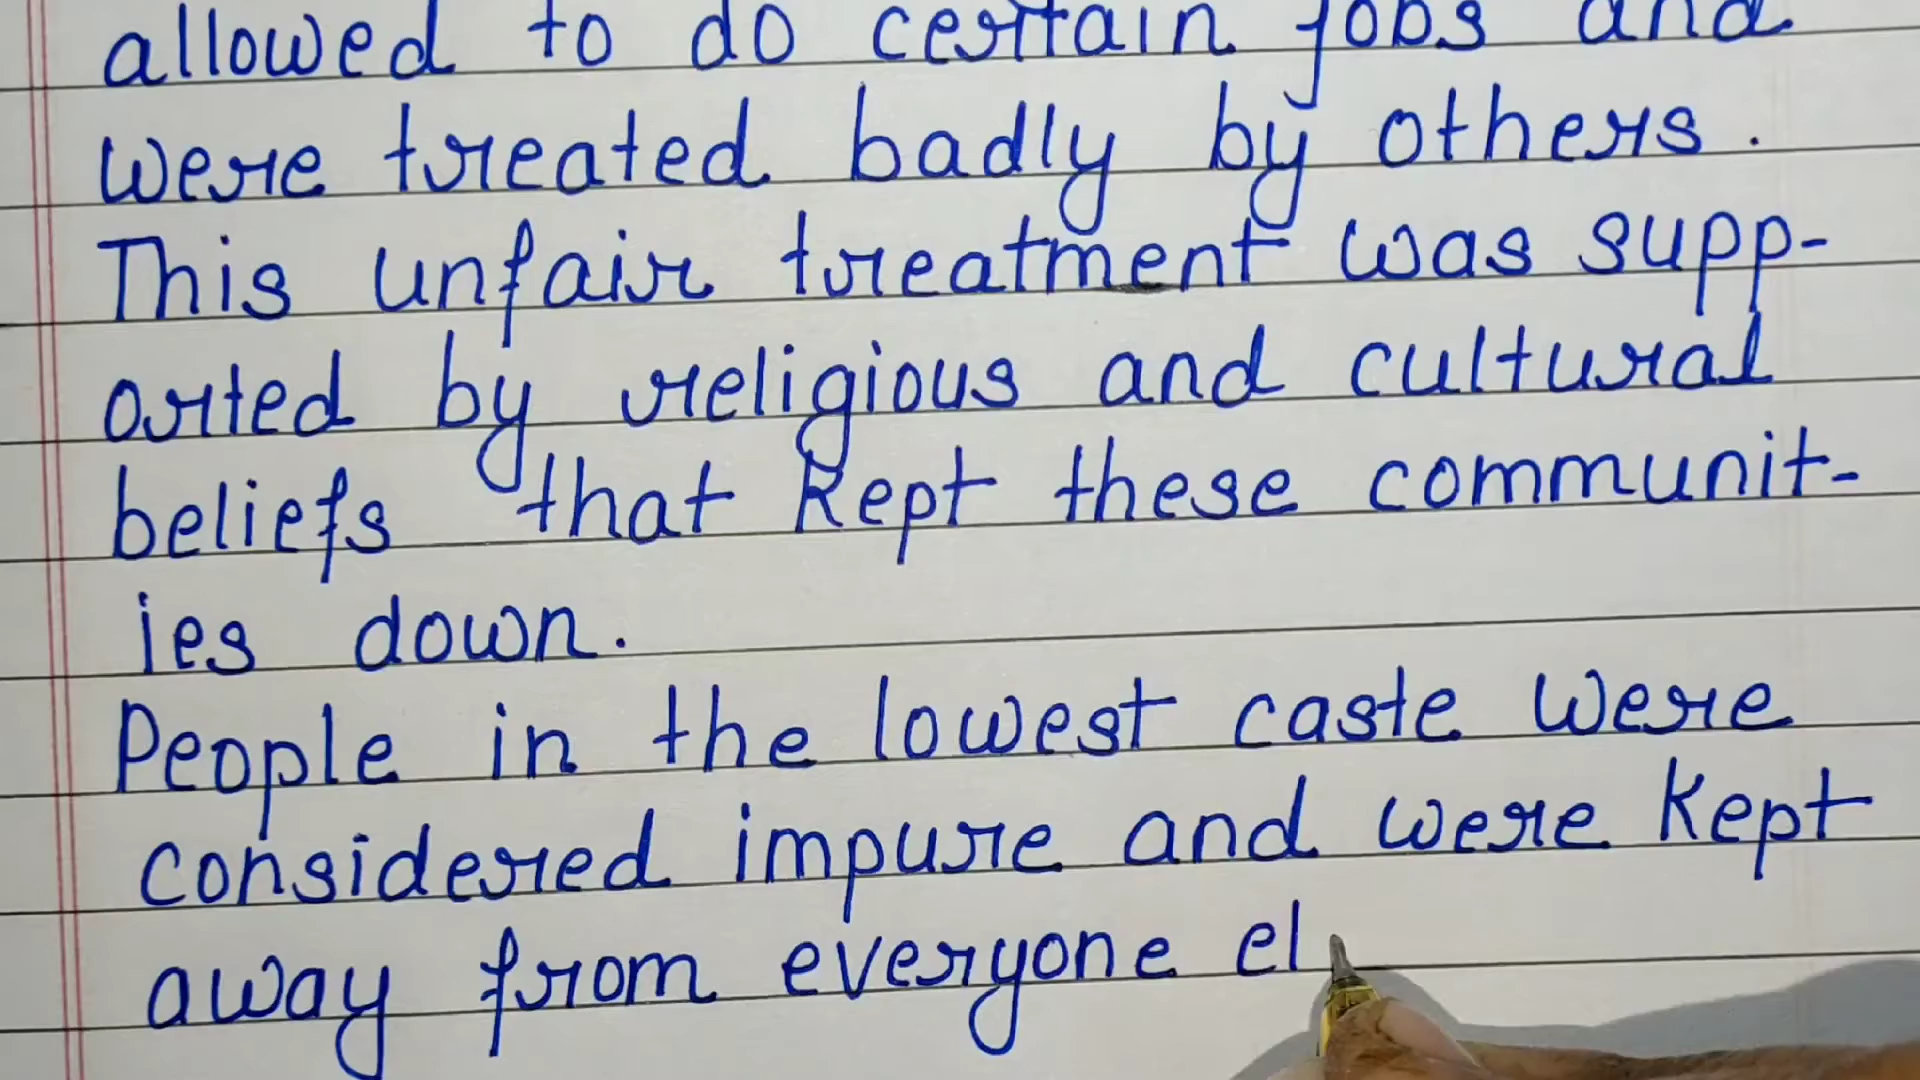 allowed to do certain jobs and
were treated badly by others.
This unfair treatment was supp-
orted by religious and cultural
beliefs that kept these communit-
ies down.
People in the lowest caste were
considered impure and were kept
away from everyone el